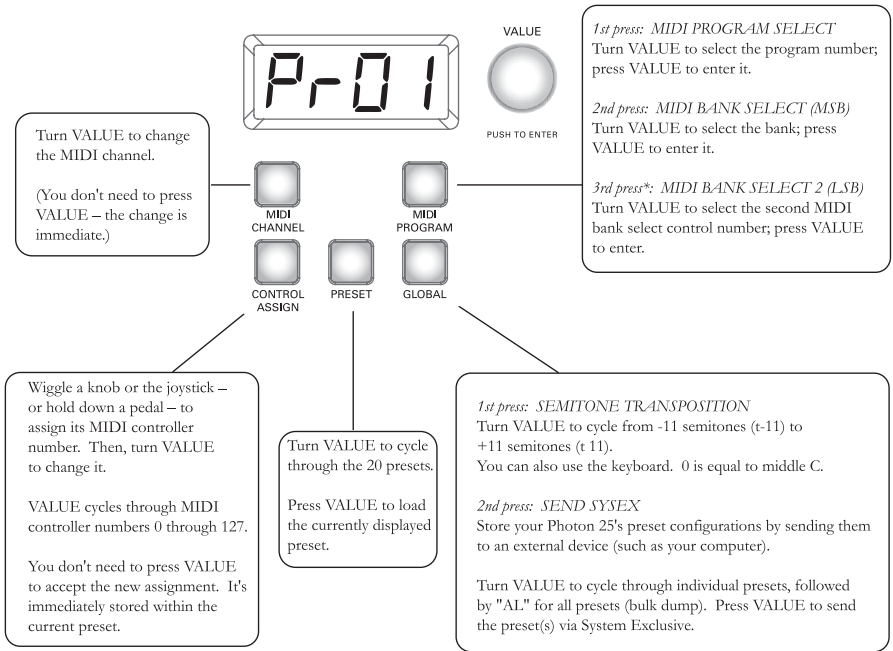 Pr01
VALUE
PUSH TO ENTER
1st press: MIDI PROGRAM SELECT
Turn VALUE to select the program number;
press VALUE to enter it.
2nd press: MIDI BANK SELECT (MSB)
Turn VALUE to select the bank; press
VALUE to enter it.
3rd press*: MIDI BANK SELECT 2 (LSB)
Turn VALUE to select the second MIDI
bank select control number; press VALUE
to enter.
Turn VALUE to change
the MIDI channel.
(You don't need to press
VALUE – the change is
immediate.)
MIDI
CHANNEL
MIDI
PROGRAM
CONTROL
ASSIGN
PRESET
GLOBAL
Wiggle a knob or the joystick –
or hold down a pedal – to
assign its MIDI controller
number. Then, turn VALUE
to change it.
VALUE cycles through MIDI
controller numbers 0 through 127.
You don't need to press VALUE
to accept the new assignment. It's
immediately stored within the
current preset.
Turn VALUE to cycle
through the 20 presets.
Press VALUE to load
the currently displayed
preset.
1st press: SEMITONE TRANSPOSITION
Turn VALUE to cycle from -11 semitones (t-11) to
+11 semitones (t 11).
You can also use the keyboard. 0 is equal to middle C.
2nd press: SEND SYSEX
Store your Photon 25's preset configurations by sending them
to an external device (such as your computer).
Turn VALUE to cycle through individual presets, followed
by "AL" for all presets (bulk dump). Press VALUE to send
the preset(s) via System Exclusive.